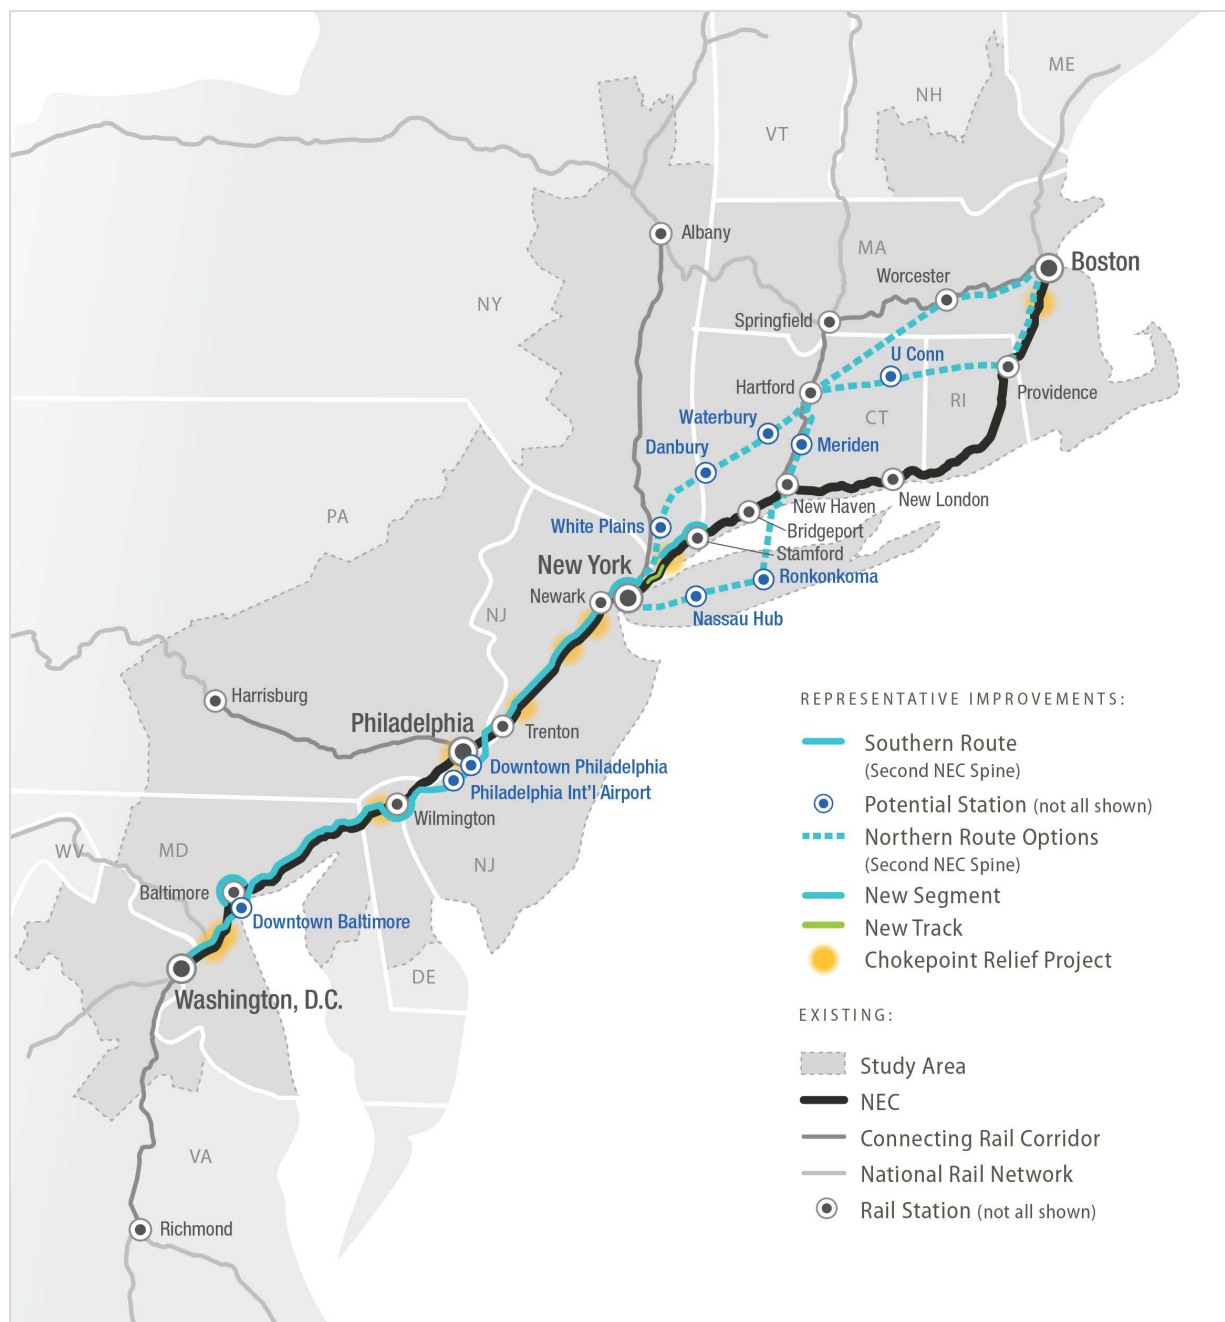 ME
NH
VT
Albany
MA
Boston
Worcester
NY
Springfield
U Conn
Hartford
Providence
RI
CT
Waterbury
Meriden
Danbury
New London
New Haven
PA
White Plains
Bridgeport
Stamford
New York
Ronkonkoma
Newark
Nassau Hub
NJ
Harrisburg
Philadelphia
Trenton
Downtown Philadelphia
Philadelphia Int'l Airport
Wilmington
WV
MD
NJ
Baltimore
Downtown Baltimore
DE
Washington, D.C.
VA
Richmond
REPRESENTATIVE IMPROVEMENTS:
Southern Route
(Second NEC Spine)
Potential Station (not all shown)
Northern Route Options
(Second NEC Spine)
New Segment
New Track
Chokepoint Relief Project
EXISTING:
Study Area
NEC
Connecting Rail Corridor
National Rail Network
Rail Station (not all shown)